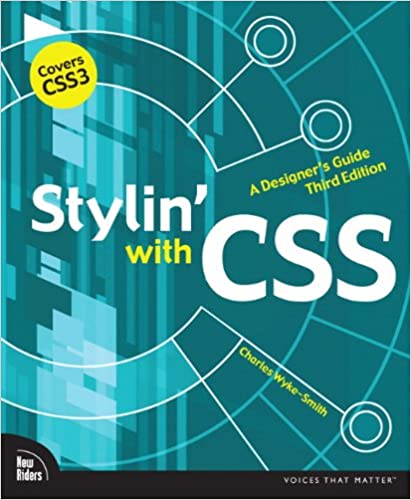 Covers
CSS3
A Designer's Guide
Third Edition
Stylin'
with
CSS
Charles Wyke-Smith
New
Riders
VOICES THAT MATTER™